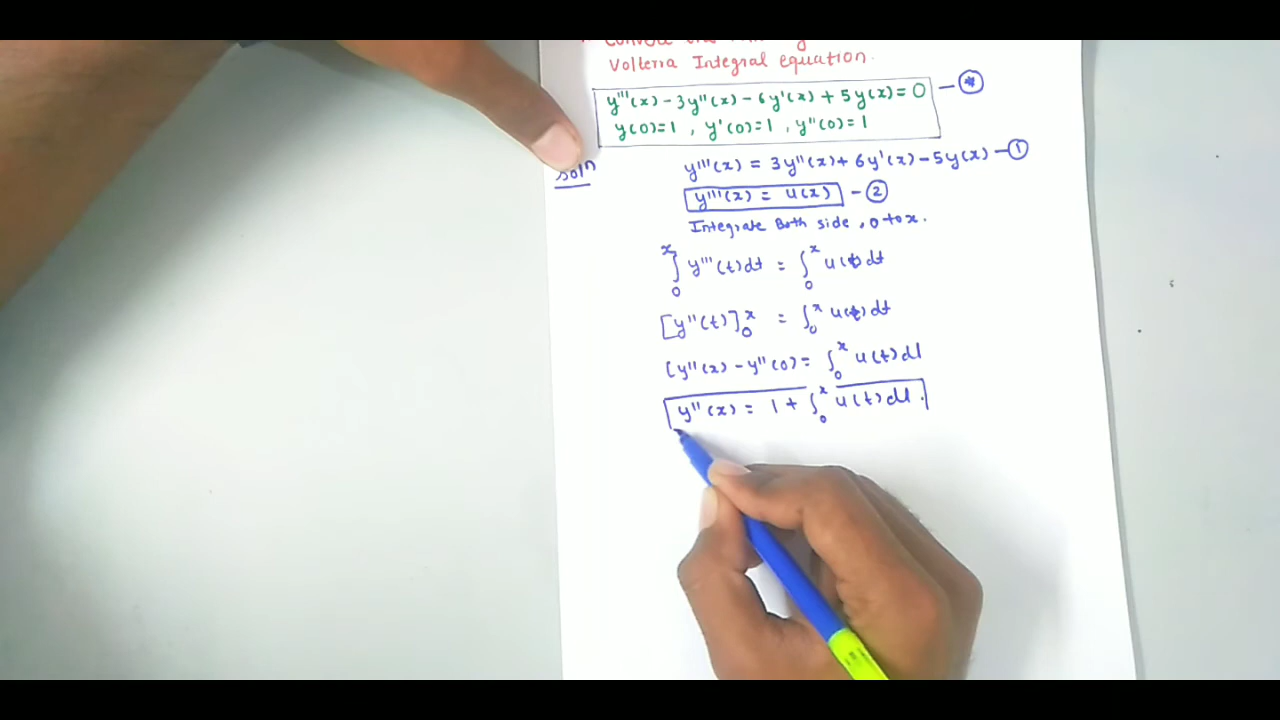 Volterra Integral equation.
y'''(x) - 3y''(x) - 6y'(x) + 5y(x) = 0 — *
y(0)=1 , y'(0)=1 , y''(0)=1
Soln
y'''(x) = 3y''(x) + 6y'(x) - 5y(x) — 1
y'''(x) = u(x) — 2
Integrate Both side , 0 to x.
∫₀ˣ y'''(t)dt = ∫₀ˣ u(t)dt
[y''(t)]₀ˣ = ∫₀ˣ u(t)dt
[y''(x) - y''(0) = ∫₀ˣ u(t)dt
y''(x) = 1 + ∫₀ˣ u(t)dt.